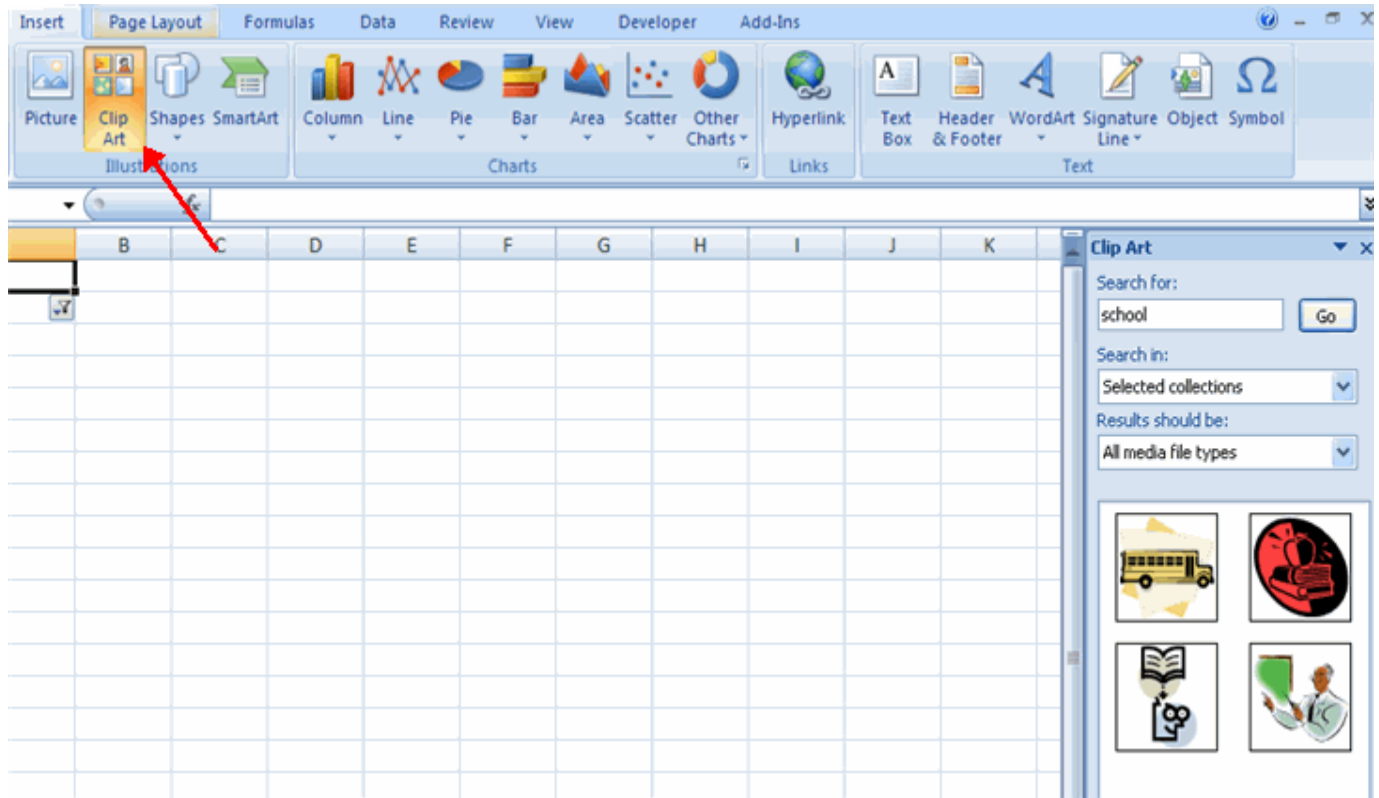 Insert Page Layout Formulas Data Review View Developer Add-Ins
Picture Clip Art Shapes SmartArt Column Line Pie Bar Area Scatter Other Charts Hyperlink Text Box Header & Footer WordArt Signature Line Object Symbol
Charts Links Text
B C D E F G H I J K
Clip Art
Search for:
school Go
Search in:
Selected collections
Results should be:
All media file types